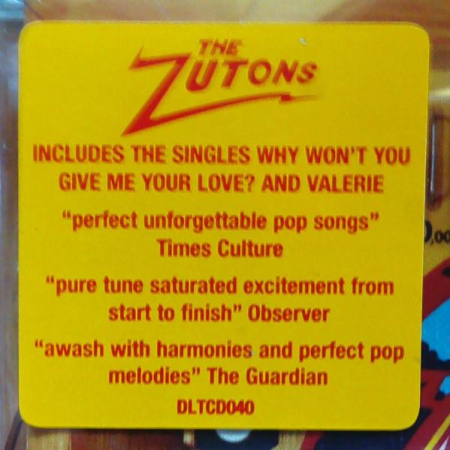 THE
ZUTONS
INCLUDES THE SINGLES WHY WON'T YOU
GIVE ME YOUR LOVE? AND VALERIE
"perfect unforgettable pop songs"
Times Culture
"pure tune saturated excitement from
start to finish" Observer
"awash with harmonies and perfect pop
melodies" The Guardian
DLTCD040